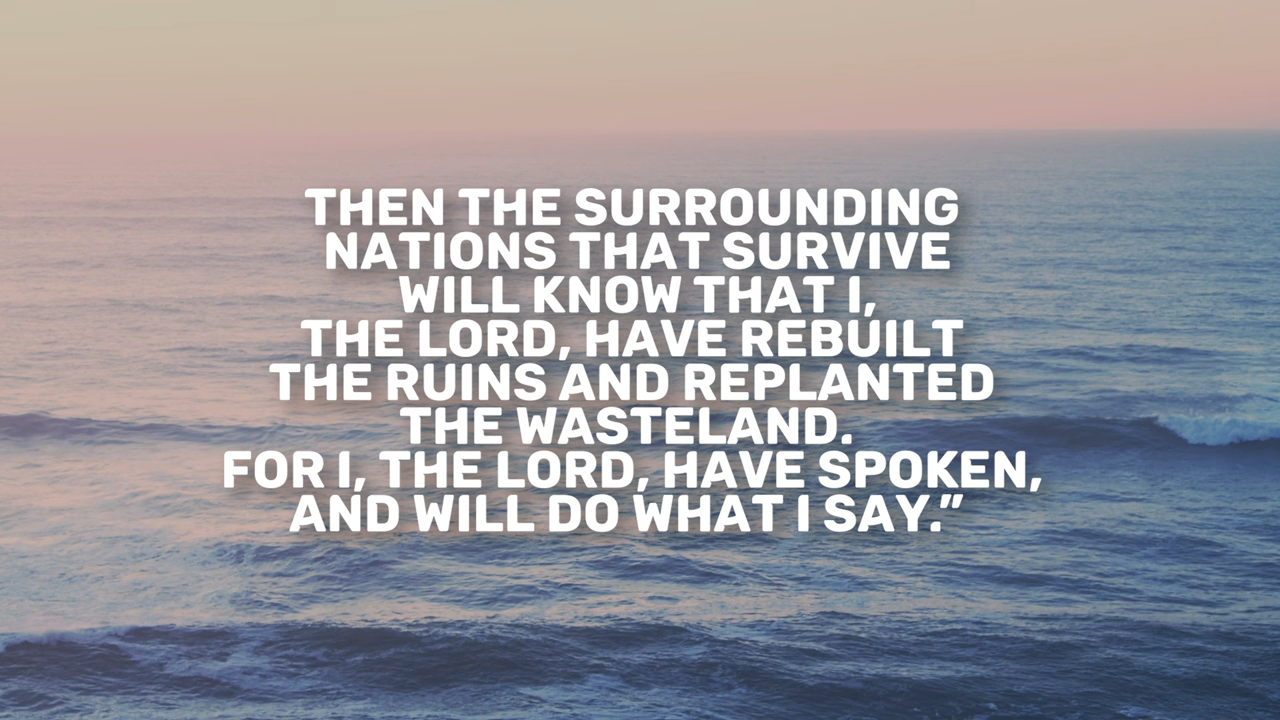 THEN THE SURROUNDING
NATIONS THAT SURVIVE
WILL KNOW THAT I,
THE LORD, HAVE REBUILT
THE RUINS AND REPLANTED
THE WASTELAND.
FOR I, THE LORD, HAVE SPOKEN,
AND WILL DO WHAT I SAY.”